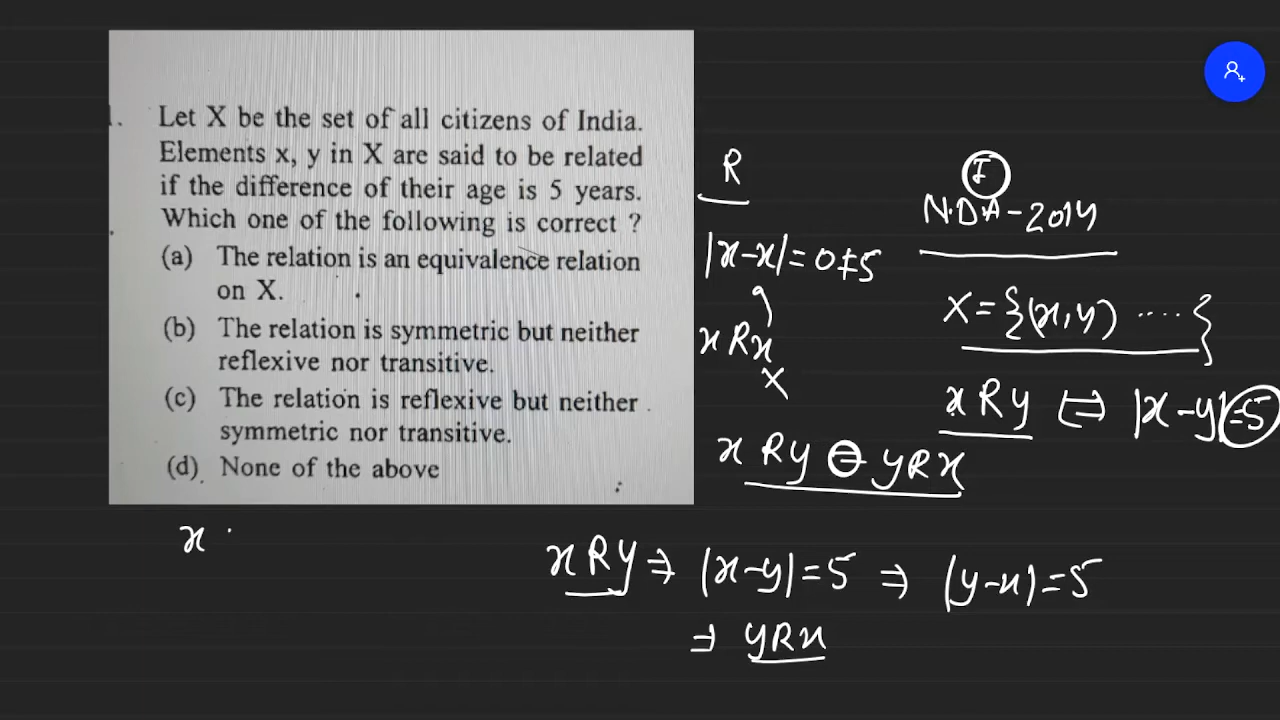 Let X be the set of all citizens of India.
Elements x, y in X are said to be related
if the difference of their age is 5 years.
Which one of the following is correct ?
(a) The relation is an equivalence relation
on X.
(b) The relation is symmetric but neither
reflexive nor transitive.
(c) The relation is reflexive but neither
symmetric nor transitive.
(d) None of the above
R
|x-x|=0≠5
xRx
X
xRy ⊖ yRx
I
N.D.A-2014
X={(x,y) ....}
xRy ⇔ |x-y|=5
x
xRy ⇒ |x-y|=5 ⇒ |y-x|=5
⇒ yRx